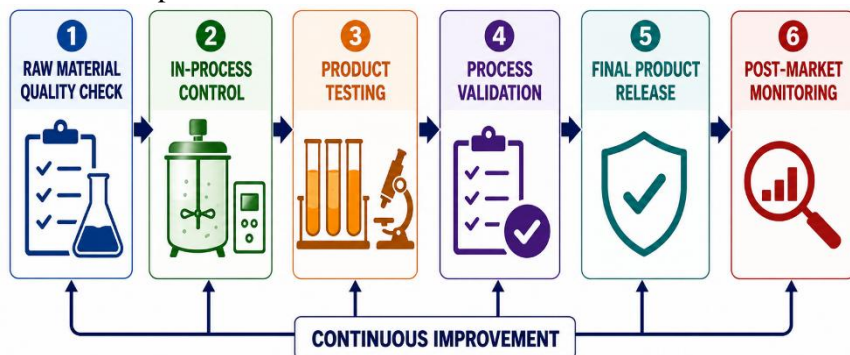 1
RAW MATERIAL
QUALITY CHECK
2
IN-PROCESS
CONTROL
3
PRODUCT
TESTING
4
PROCESS
VALIDATION
5
FINAL PRODUCT
RELEASE
6
POST-MARKET
MONITORING
CONTINUOUS IMPROVEMENT